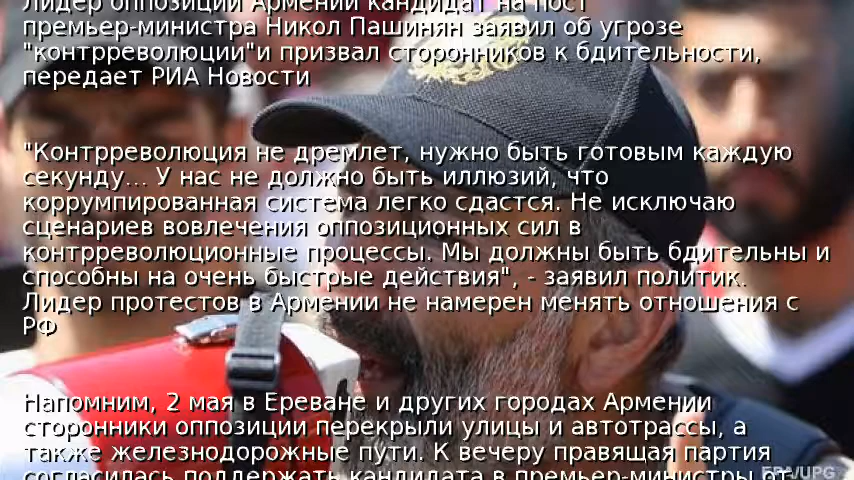 Лидер оппозиции Армении кандидат на пост
премьер-министра Никол Пашинян заявил об угрозе
"контрреволюции"и призвал сторонников к бдительности,
передает РИА Новости
"Контрреволюция не дремлет, нужно быть готовым каждую
секунду... У нас не должно быть иллюзий, что
коррумпированная система легко сдастся. Не исключаю
сценариев вовлечения оппозиционных сил в
контрреволюционные процессы. Мы должны быть бдительны и
способны на очень быстрые действия", - заявил политик.
Лидер протестов в Армении не намерен менять отношения с
РФ
Напомним, 2 мая в Ереване и других городах Армении
сторонники оппозиции перекрыли улицы и автотрассы, а
также железнодорожные пути. К вечеру правящая партия
согласилась поддержать кандидата в премьер-министры от
EPA/UPG